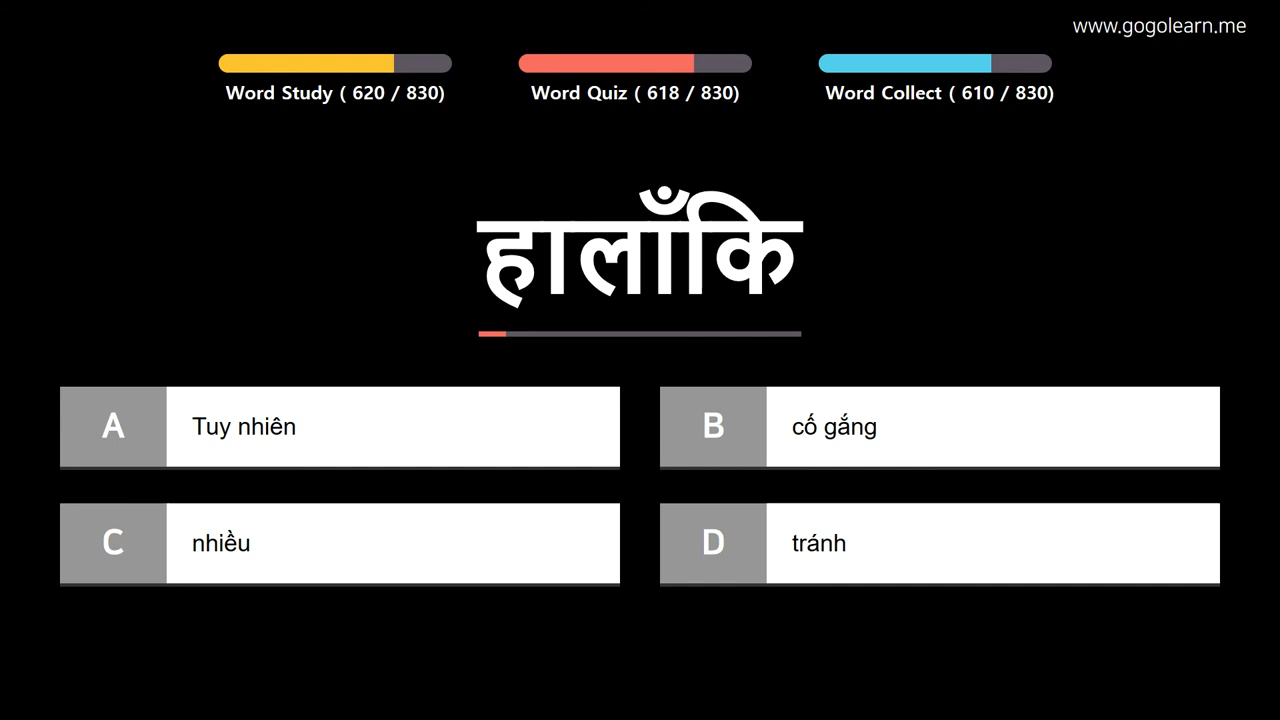 www.gogolearn.me
Word Study ( 620 / 830)
Word Quiz ( 618 / 830)
Word Collect ( 610 / 830)
हालाँकि
A Tuy nhiên
B cố gắng
C nhiều
D tránh